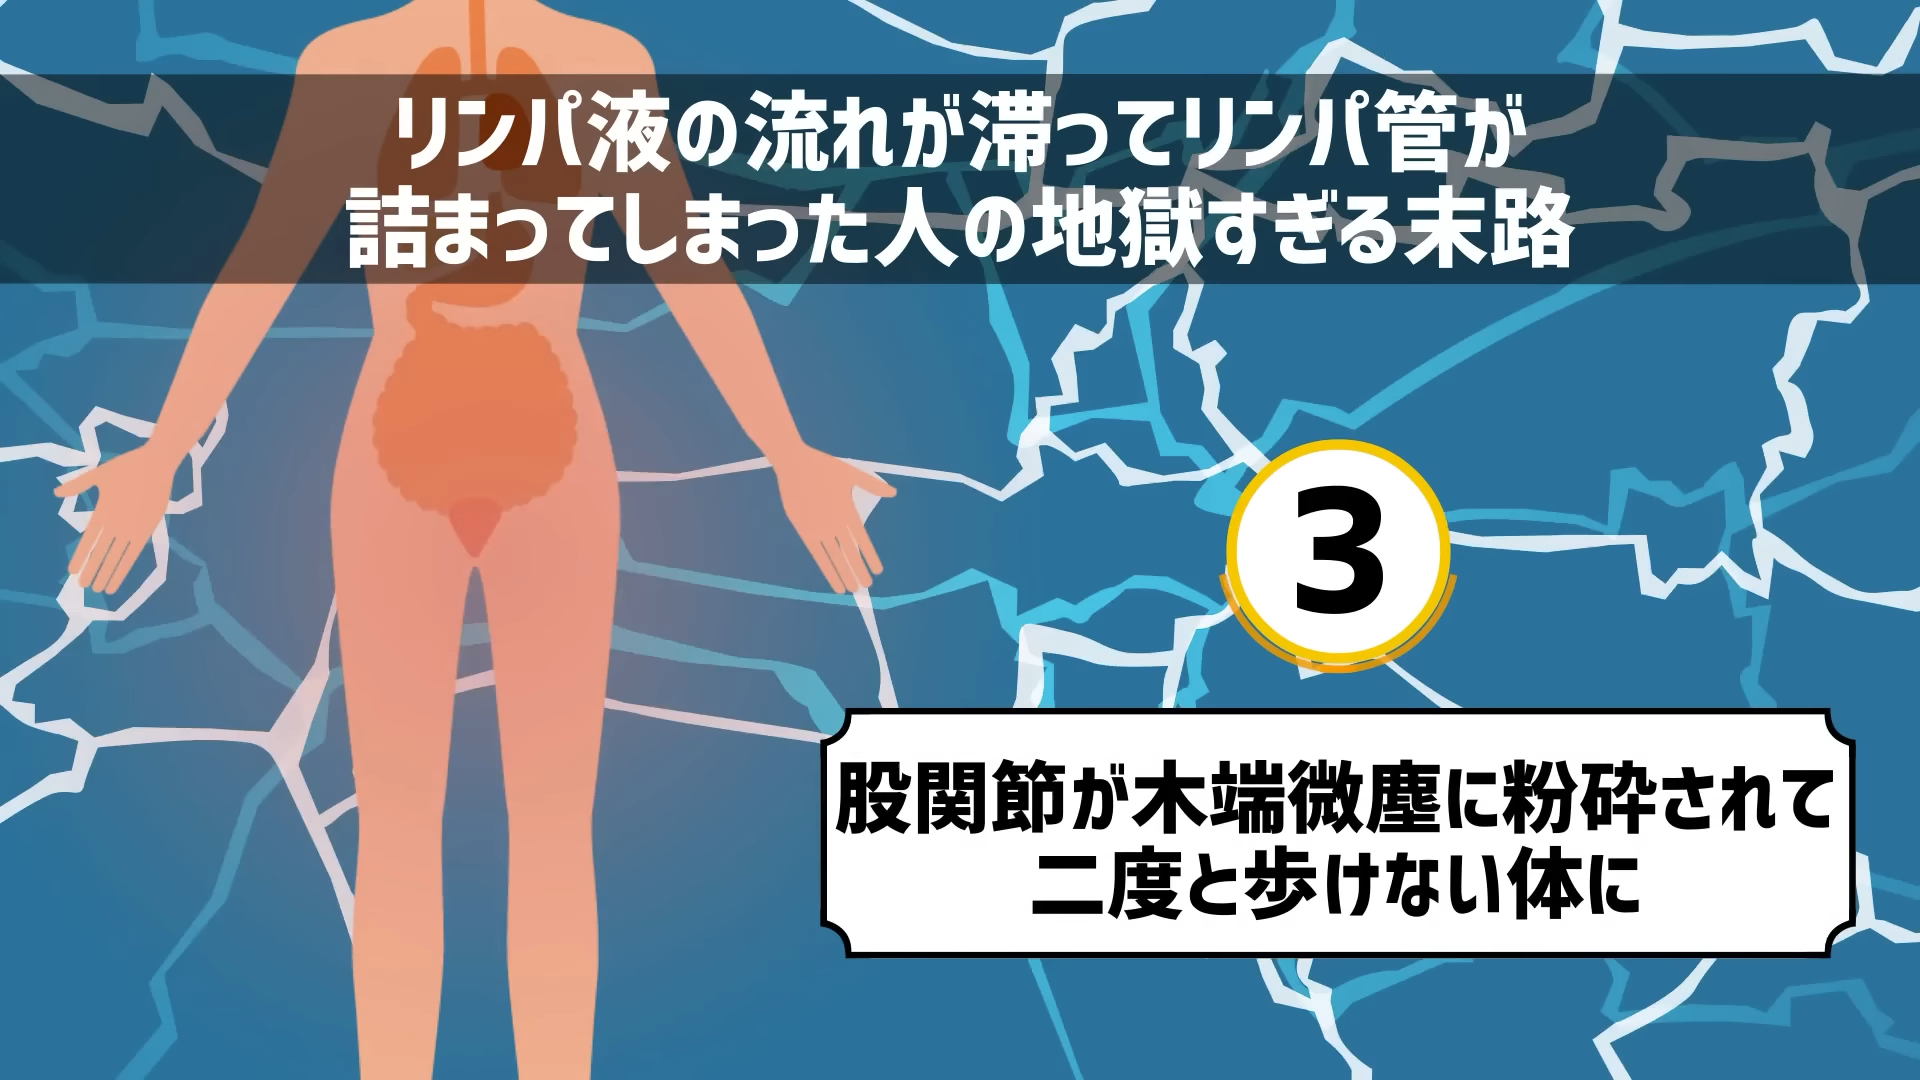 リンパ液の流れが滞ってリンパ管が
詰まってしまった人の地獄すぎる末路
3
股関節が木端微塵に粉砕されて
二度と歩けない体に